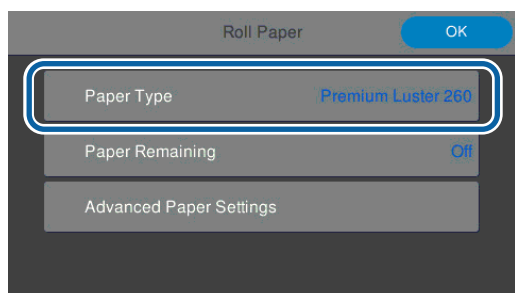 Roll Paper OK
Paper Type Premium Luster 260
Paper Remaining Off
Advanced Paper Settings